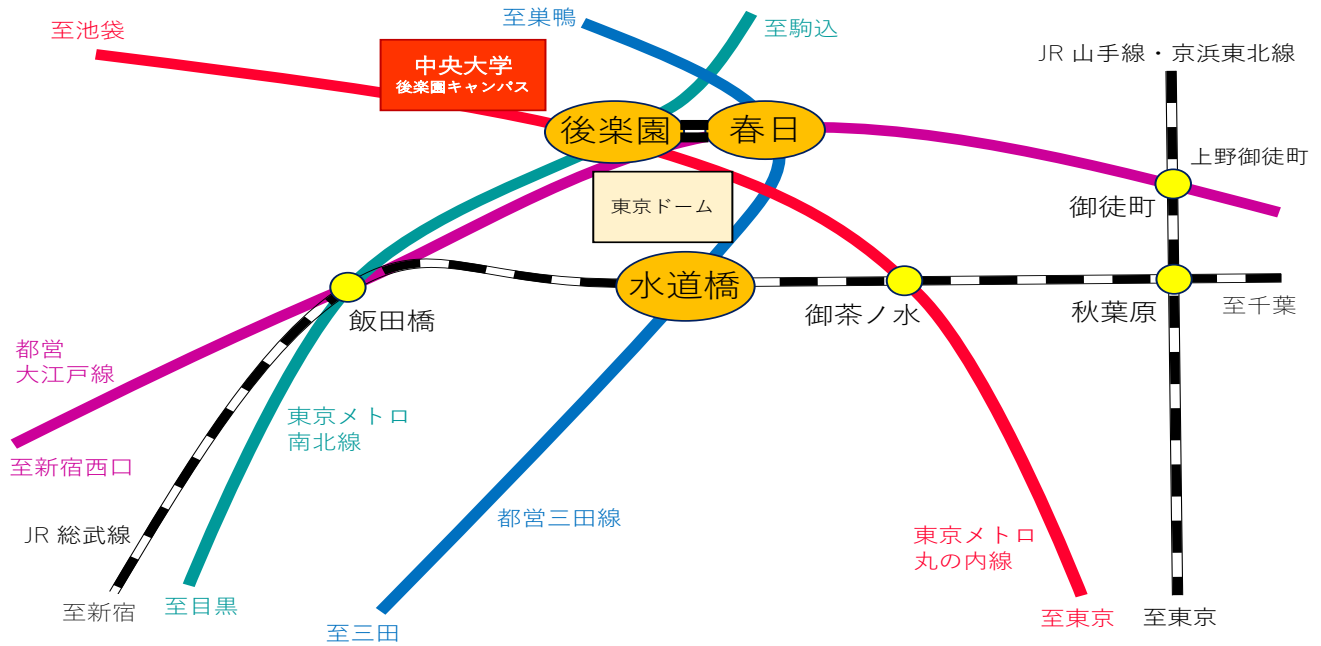 至池袋
至巣鴨
至駒込
JR 山手線・京浜東北線
中央大学
後楽園キャンパス
後楽園
春日
上野御徒町
御徒町
東京ドーム
水道橋
飯田橋
御茶ノ水
秋葉原
至千葉
都営
大江戸線
東京メトロ
南北線
至新宿西口
都営三田線
JR 総武線
東京メトロ
丸の内線
至新宿
至目黒
至三田
至東京
至東京